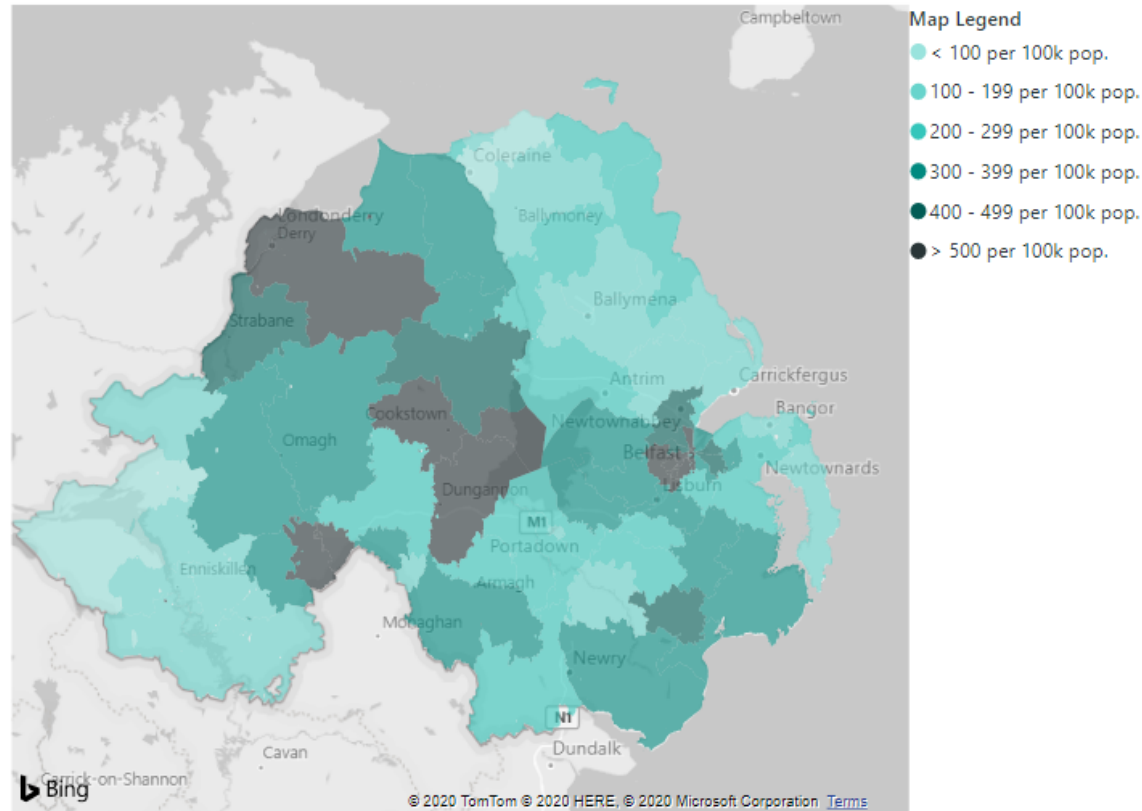 Campbeltown
Map Legend
< 100 per 100k pop.
100 - 199 per 100k pop.
200 - 299 per 100k pop.
300 - 399 per 100k pop.
400 - 499 per 100k pop.
> 500 per 100k pop.
Coleraine
Londonderry
Derry
Ballymoney
Ballymena
Strabane
Carrickfergus
Antrim
Bangor
Cookstown
Newtownabbey
Omagh
Belfast
Newtownards
Lisburn
Dungannon
M1
Portadown
Enniskillen
Armagh
Monaghan
Newry
N1
Dundalk
Cavan
Carrick-on-Shannon
Bing
© 2020 TomTom © 2020 HERE, © 2020 Microsoft Corporation Terms